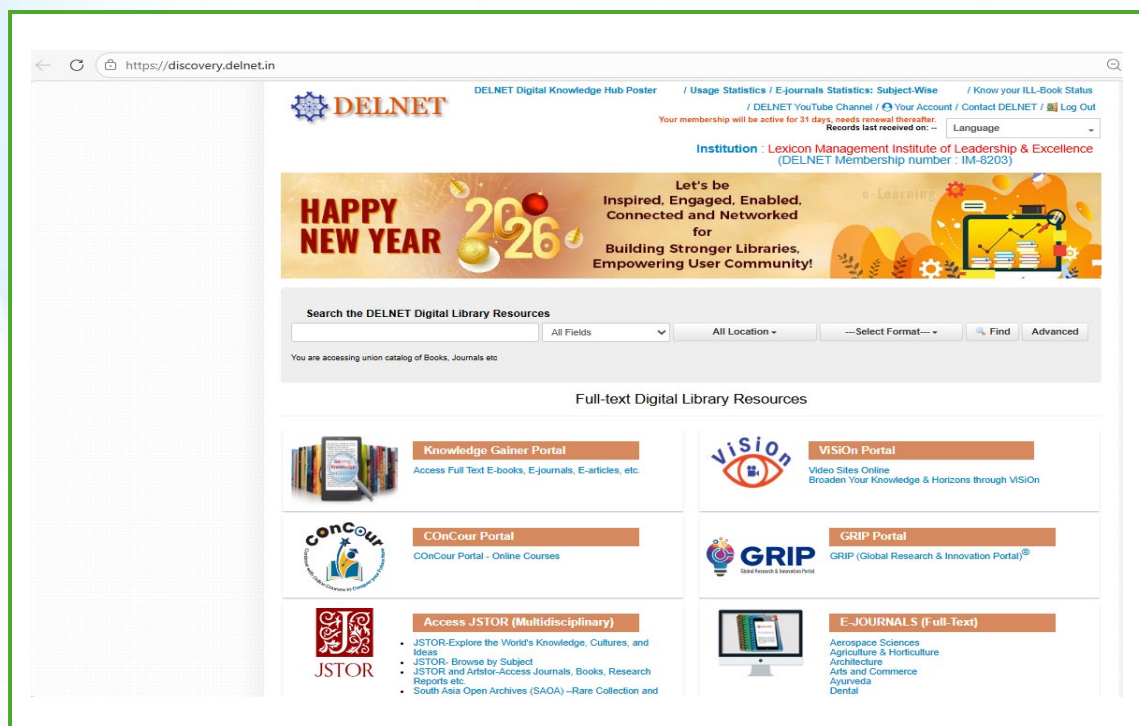 https://discovery.delnet.in
DELNET
DELNET Digital Knowledge Hub Poster / Usage Statistics / E-journals Statistics: Subject-Wise / Know your ILL-Book Status
/ DELNET YouTube Channel / Your Account / Contact DELNET / Log Out
Your membership will be active for 31 days, needs renewal thereafter.
Records last received on: --
Language
Institution : Lexicon Management Institute of Leadership & Excellence
(DELNET Membership number : IM-8203)
HAPPY
NEW YEAR
2026
Let's be
Inspired, Engaged, Enabled,
Connected and Networked
for
Building Stronger Libraries,
Empowering User Community!
e-Learning
Search the DELNET Digital Library Resources
All Fields
All Location
---Select Format---
Find
Advanced
You are accessing union catalog of Books, Journals etc
Full-text Digital Library Resources
Knowledge Gainer Portal
Access Full Text E-books, E-journals, E-articles, etc.
ViSiOn
ViSiOn Portal
Video Sites Online
Broaden Your Knowledge & Horizons through ViSiOn
ConCour
COnCour Portal
COnCour Portal - Online Courses
GRIP
Global Research & Innovation Portal
GRIP Portal
GRIP (Global Research & Innovation Portal)®
JSTOR
Access JSTOR (Multidisciplinary)
JSTOR-Explore the World's Knowledge, Cultures, and
Ideas
JSTOR- Browse by Subject
JSTOR and Artstor-Access Journals, Books, Research
Reports etc.
South Asia Open Archives (SAOA) –Rare Collection and
E-JOURNALS (Full-Text)
Aerospace Sciences
Agriculture & Horticulture
Architecture
Arts and Commerce
Ayurveda
Dental